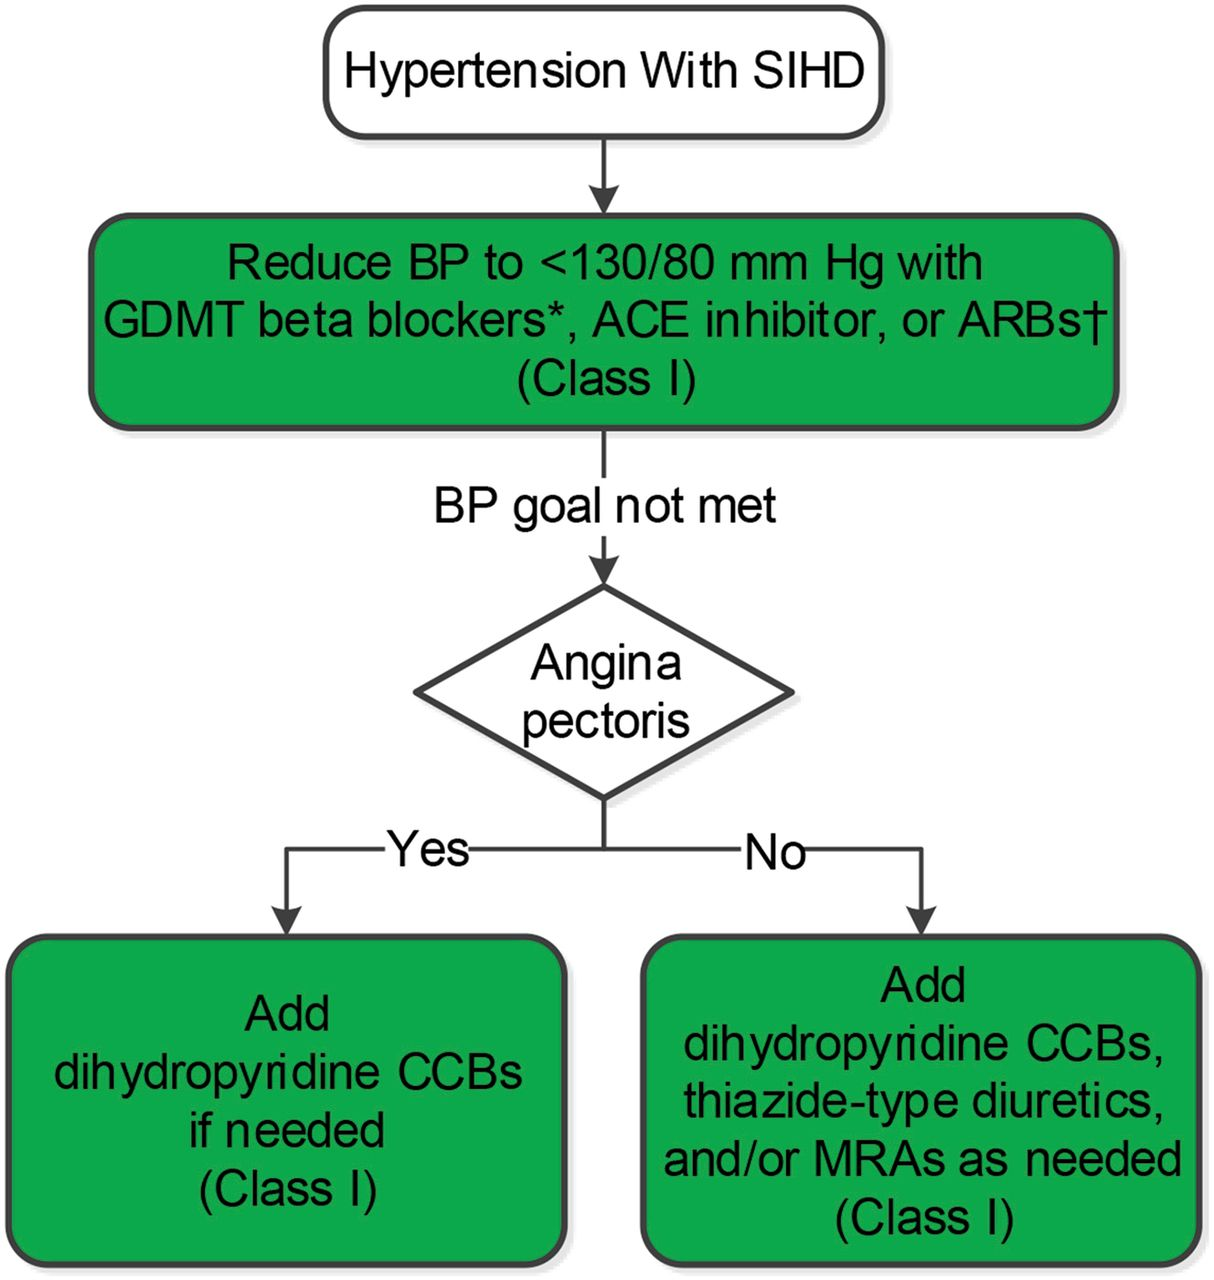 Hypertension With SIHD
Reduce BP to <130/80 mm Hg with
GDMT beta blockers*, ACE inhibitor, or ARBs†
(Class I)
BP goal not met
Angina
pectoris
Yes
No
Add
dihydropyridine CCBs
if needed
(Class I)
Add
dihydropyridine CCBs,
thiazide-type diuretics,
and/or MRAs as needed
(Class I)